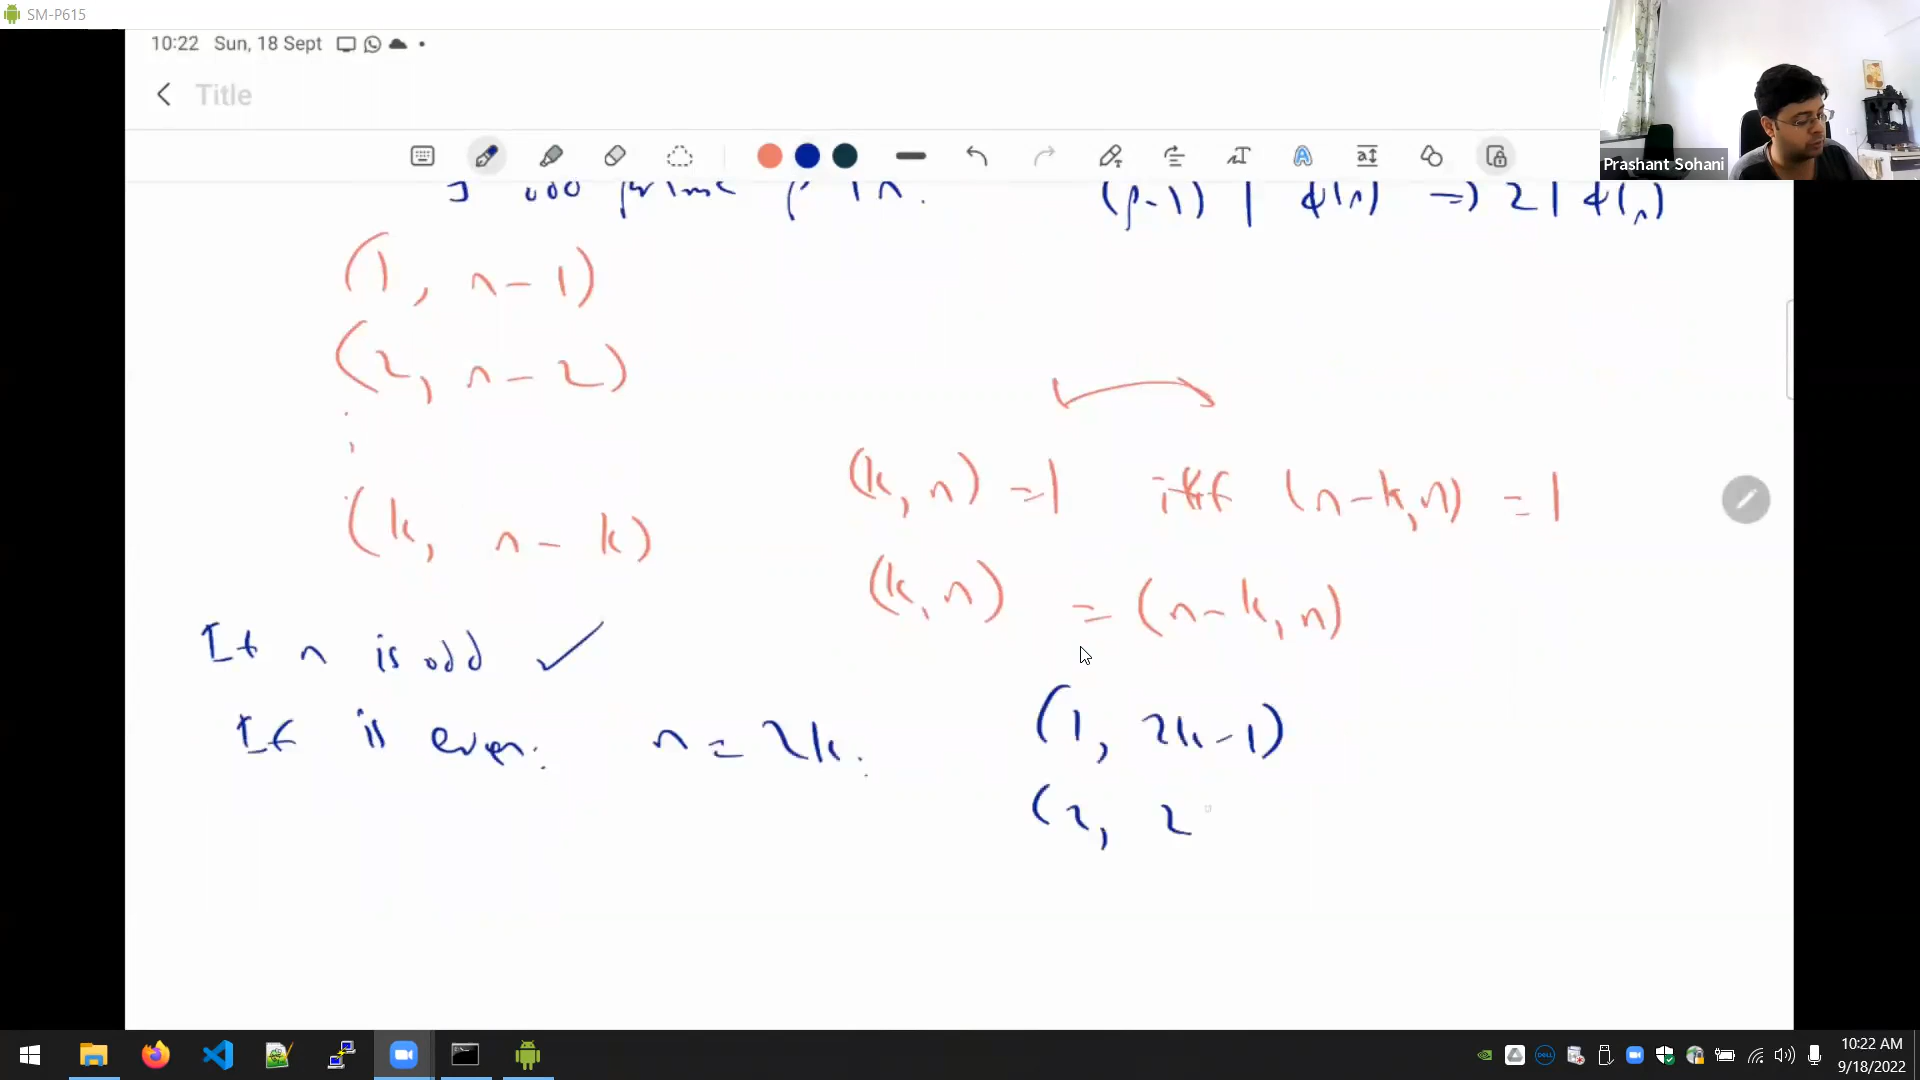 SM-P615
10:22 Sun, 18 Sept
Title
Prashant Sohani
∃ odd prime p | n. (p-1) | ϕ(n) => 2 | ϕ(n)
(1, n-1)
(2, n-2)
(k, n-k)
(k, n) = 1 iff (n-k, n) = 1
(k, n) = (n-k, n)
If n is odd ✓
If is even: n = 2k.
(1, 2k-1)
(2, 2
10:22 AM
9/18/2022